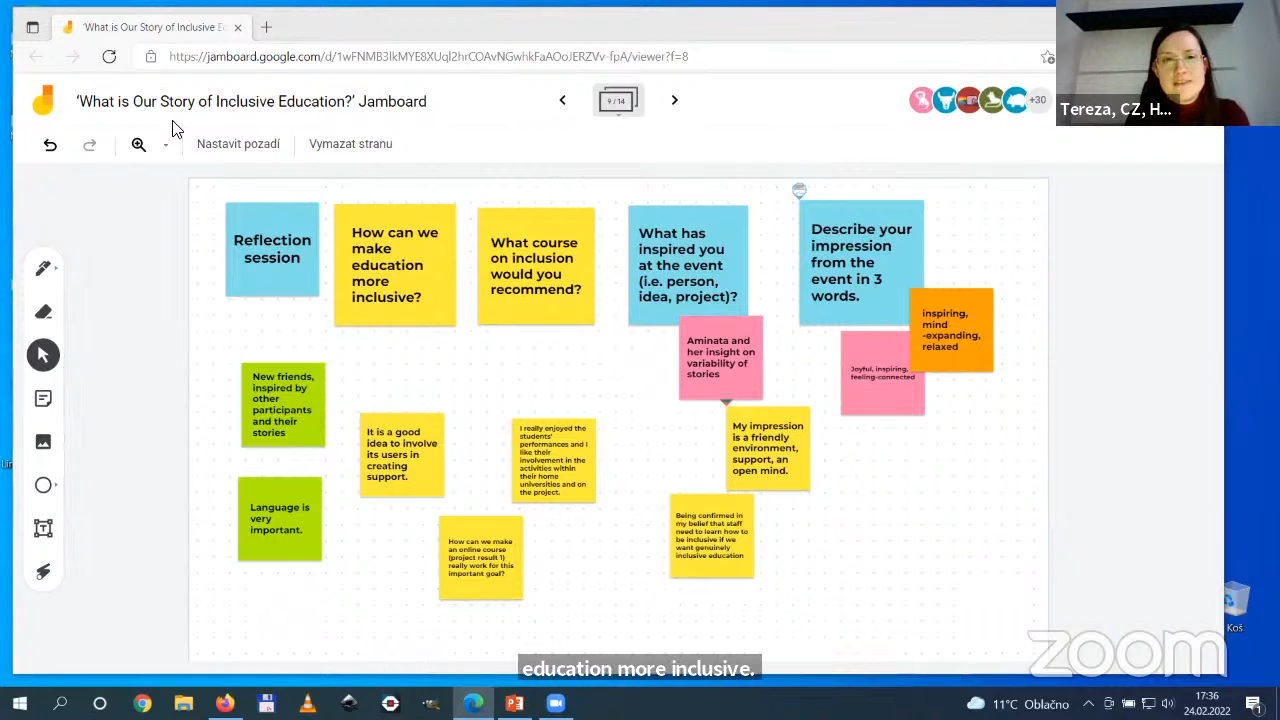 'What is Our Story of Inclusive Ec
https://jamboard.google.com/d/1wFNMB3lkMYE8XUql2hrCOAvNGwhkFaAOoJERZVv-fpA/viewer?f=8
'What is Our Story of Inclusive Education?' Jamboard
9 / 14
+30
Tereza, CZ, H...
Nastavit pozadí
Vymazat stranu
Reflection
session
How can we
make
education
more
inclusive?
What course
on inclusion
would you
recommend?
What has
inspired you
at the event
(i.e. person,
idea, project)?
Describe your
impression
from the
event in 3
words.
inspiring,
mind
-expanding,
relaxed
Aminata and
her insight on
variability of
stories
Joyful, inspiring,
feeling-connected
New friends,
inspired by
other
participants
and their
stories
It is a good
idea to involve
its users in
creating
support.
I really enjoyed the
students'
performances and I
like their
involvement in the
activities within
their home
universities and on
the project.
My impression
is a friendly
environment,
support, an
open mind.
Language is
very
important.
How can we make
an online course
(project result 1)
really work for this
important goal?
Being confirmed in
my belief that staff
need to learn how to
be inclusive if we
want genuinely
inclusive education
Koš
zoom
education more inclusive.
11°C Oblačno
17:36
24.02.2022
1